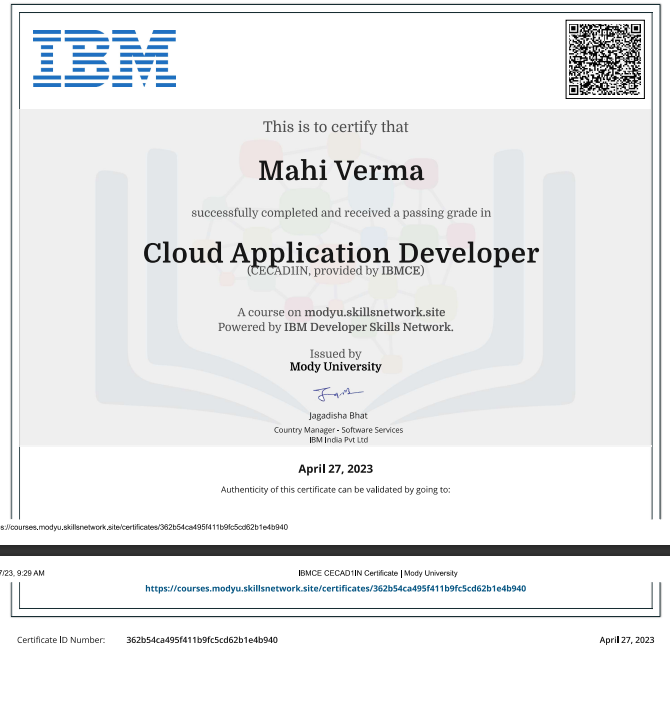 IBM
This is to certify that
Mahi Verma
successfully completed and received a passing grade in
Cloud Application Developer
(CECAD1IN, provided by IBMCE)
A course on modyu.skillsnetwork.site
Powered by IBM Developer Skills Network.
Issued by
Mody University
Jagadisha Bhat
Country Manager - Software Services
IBM India Pvt Ltd
April 27, 2023
Authenticity of this certificate can be validated by going to:
s://courses.modyu.skillsnetwork.site/certificates/362b54ca495f411b9fc5cd62b1e4b940
7/23, 9:29 AM IBMCE CECAD1IN Certificate | Mody University
https://courses.modyu.skillsnetwork.site/certificates/362b54ca495f411b9fc5cd62b1e4b940
Certificate ID Number: 362b54ca495f411b9fc5cd62b1e4b940 April 27, 2023